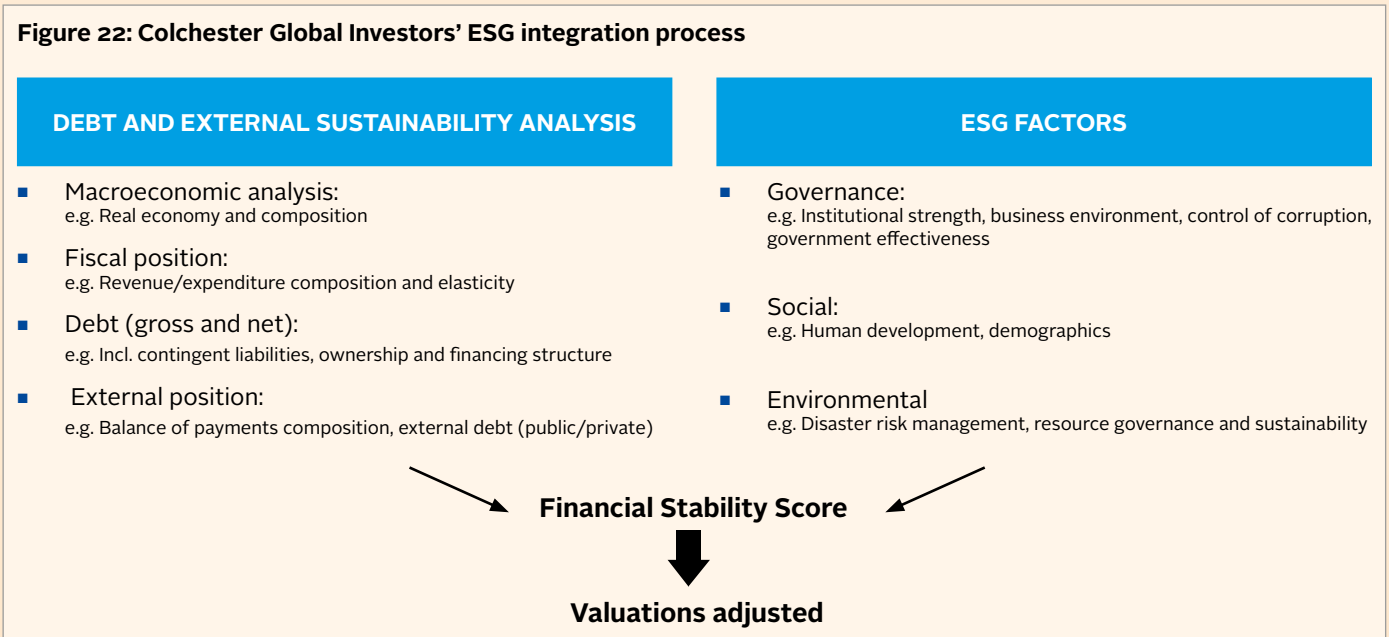 Figure 22: Colchester Global Investors’ ESG integration process
DEBT AND EXTERNAL SUSTAINABILITY ANALYSIS
Macroeconomic analysis:
e.g. Real economy and composition
Fiscal position:
e.g. Revenue/expenditure composition and elasticity
Debt (gross and net):
e.g. Incl. contingent liabilities, ownership and financing structure
External position:
e.g. Balance of payments composition, external debt (public/private)
ESG FACTORS
Governance:
e.g. Institutional strength, business environment, control of corruption,
government effectiveness
Social:
e.g. Human development, demographics
Environmental
e.g. Disaster risk management, resource governance and sustainability
Financial Stability Score
Valuations adjusted